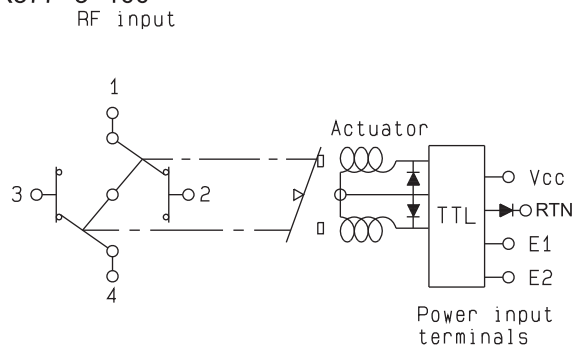 RF input
1
Actuator
3
2
TTL
Vcc
RTN
E1
E2
4
Power input
terminals